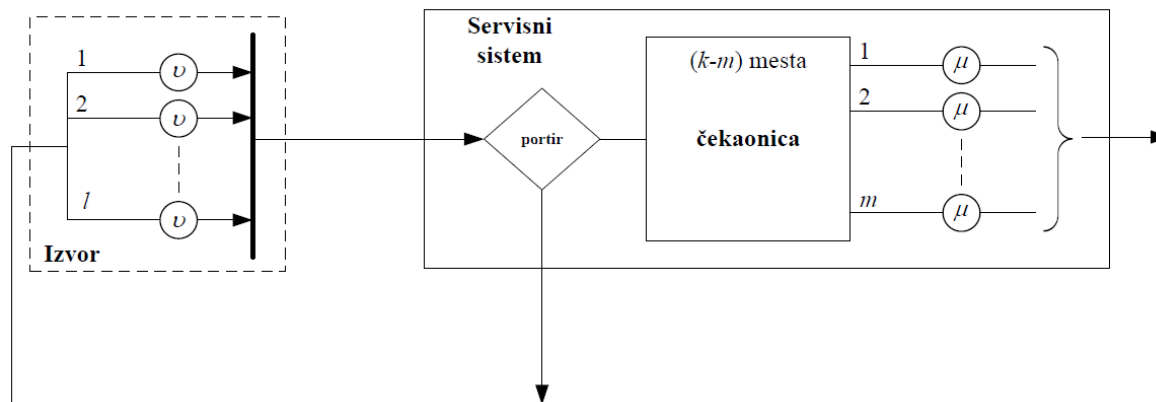 1
υ
2
υ
l
υ
Izvor
Servisni
sistem
portir
(k-m) mesta
čekaonica
1
μ
2
μ
m
μ